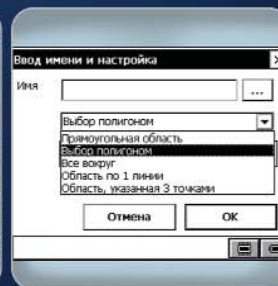 Ввод имени и настройка
Имя
...
Выбор полигоном
Прямоугольная область
Выбор полигоном
Все вокруг
Область по 1 линии
Область, указанная 3 точками
Отмена
OK